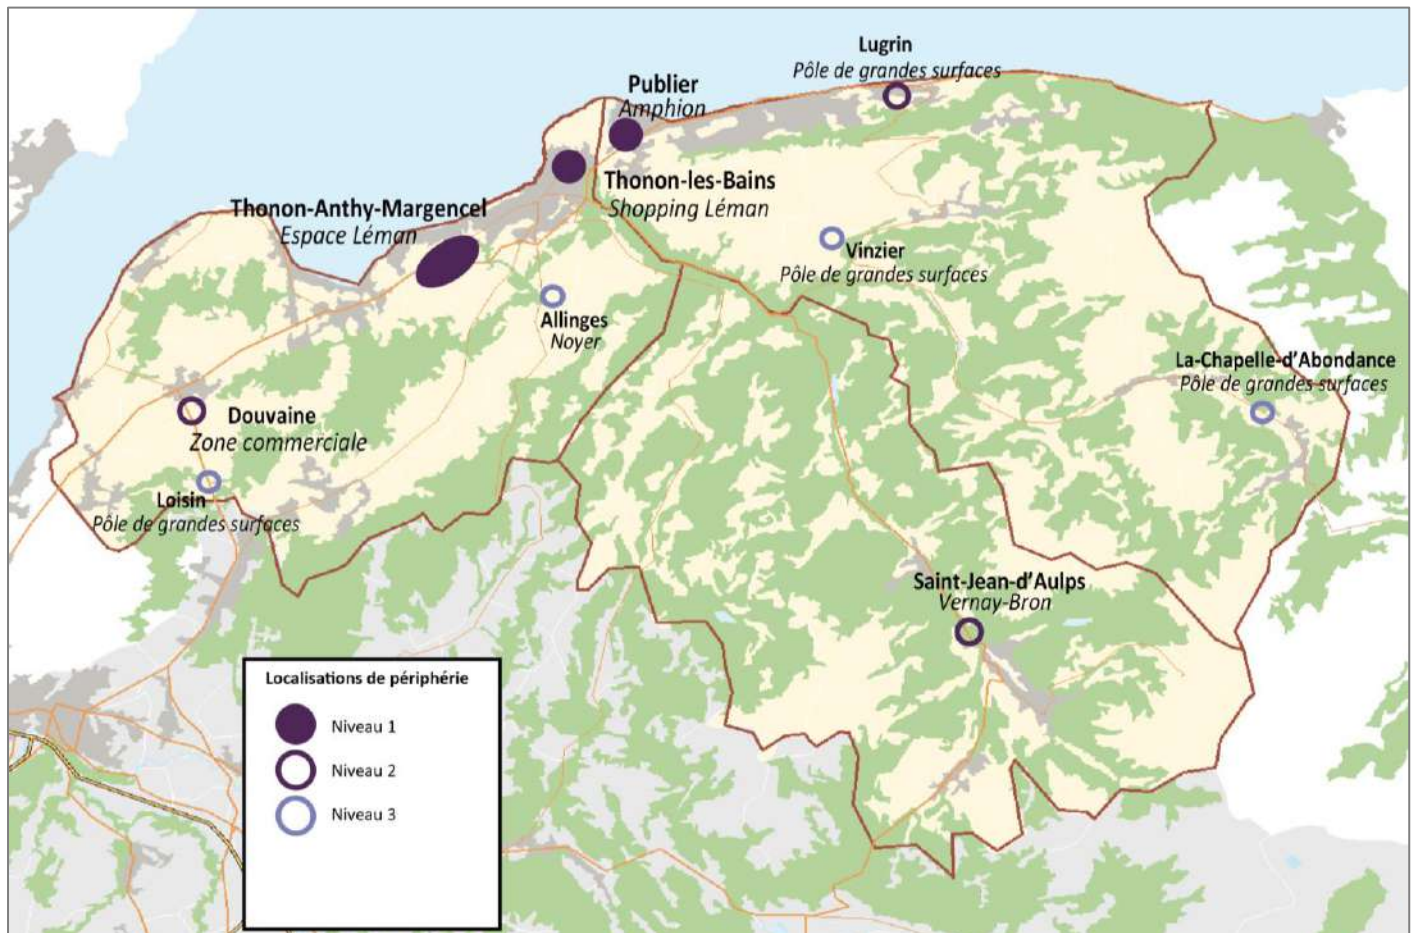 Lugrin
Pôle de grandes surfaces
Publier
Amphion
Thonon-les-Bains
Shopping Léman
Thonon-Anthy-Margencel
Espace Léman
Vinzier
Pôle de grandes surfaces
Allinges
Noyer
La-Chapelle-d'Abondance
Pôle de grandes surfaces
Douvaine
Zone commerciale
Loisin
Pôle de grandes surfaces
Saint-Jean-d'Aulps
Vernay-Bron
Localisations de périphérie
Niveau 1
Niveau 2
Niveau 3